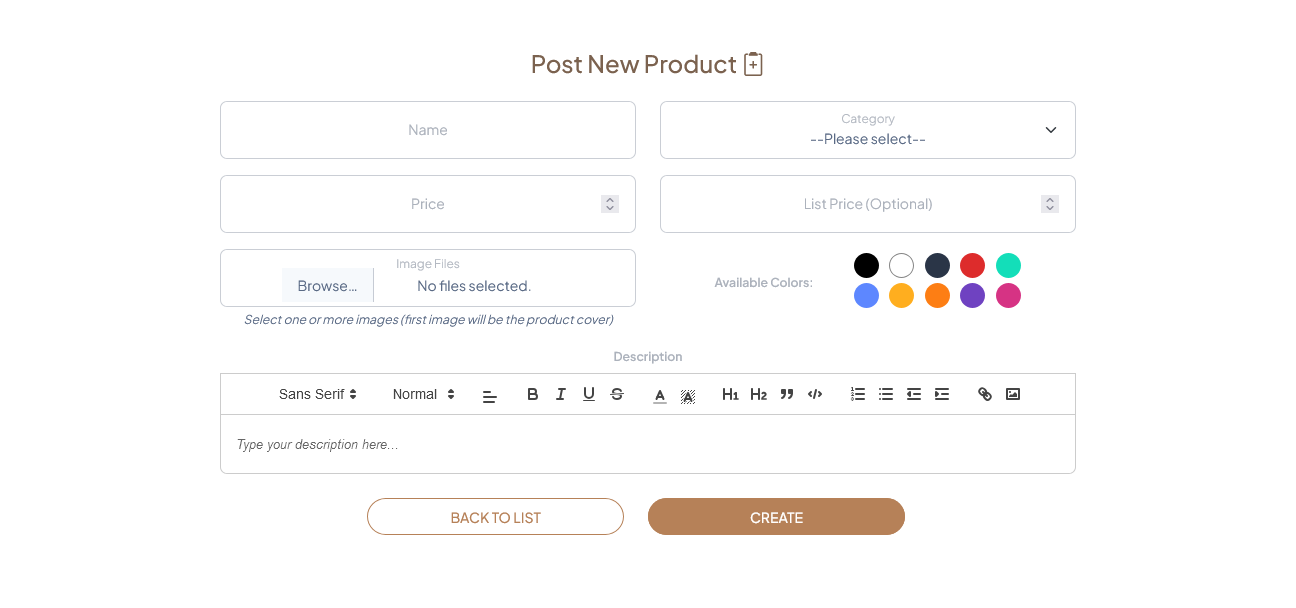 Post New Product
Name
Category
--Please select--
Price
List Price (Optional)
Image Files
Browse... No files selected.
Select one or more images (first image will be the product cover)
Available Colors:
Description
Sans Serif Normal B I U S A A H1 H2
Type your description here...
BACK TO LIST CREATE